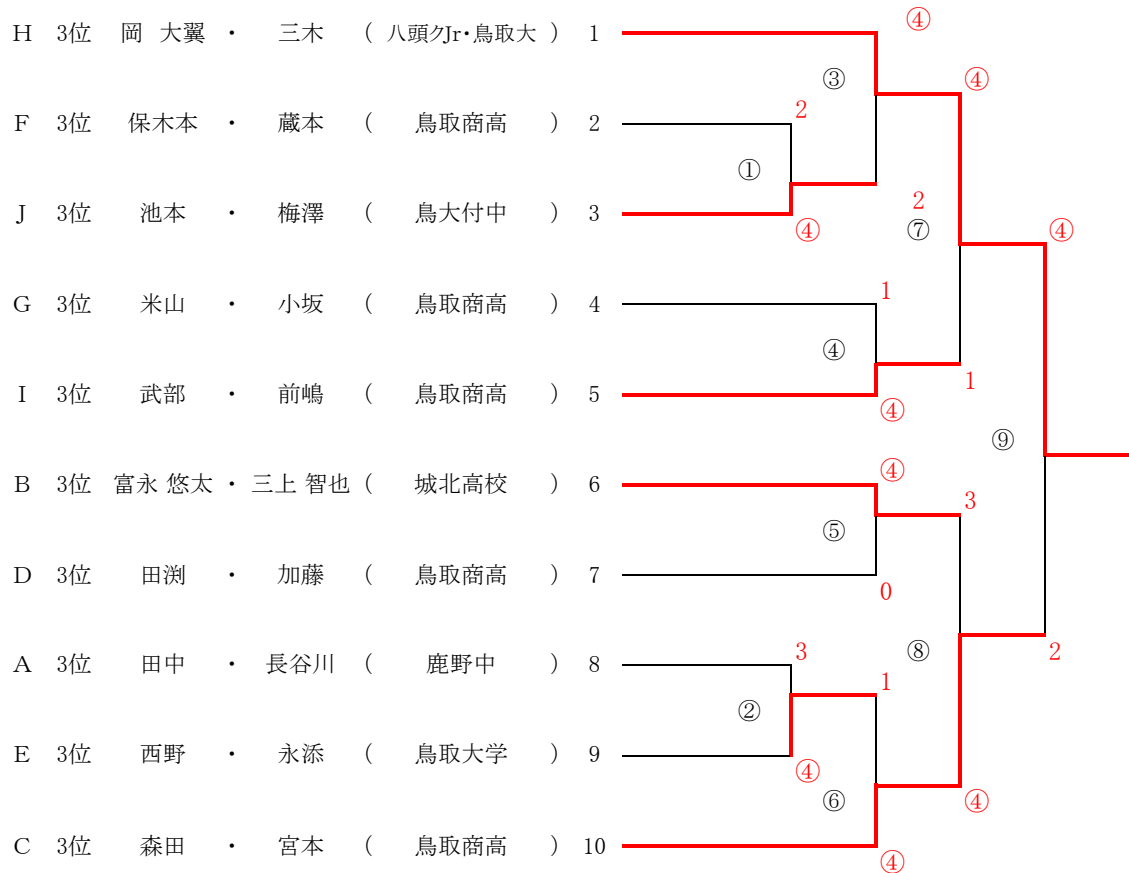 ④
H 3位 岡 大翼 ・ 三木 ( 八頭クJr・鳥取大 ) 1
③ ④
2
F 3位 保木本 ・ 蔵本 ( 鳥取商高 ) 2
①
2
J 3位 池本 ・ 梅澤 ( 鳥大付中 ) 3
④ ⑦ ④
1
G 3位 米山 ・ 小坂 ( 鳥取商高 ) 4
④
1
I 3位 武部 ・ 前嶋 ( 鳥取商高 ) 5
④
⑨
④
B 3位 富永 悠太 ・ 三上 智也 ( 城北高校 ) 6
3
⑤
D 3位 田渕 ・ 加藤 ( 鳥取商高 ) 7
0
3 ⑧ 2
A 3位 田中 ・ 長谷川 ( 鹿野中 ) 8
1
②
E 3位 西野 ・ 永添 ( 鳥取大学 ) 9
④
⑥ ④
C 3位 森田 ・ 宮本 ( 鳥取商高 ) 10
④